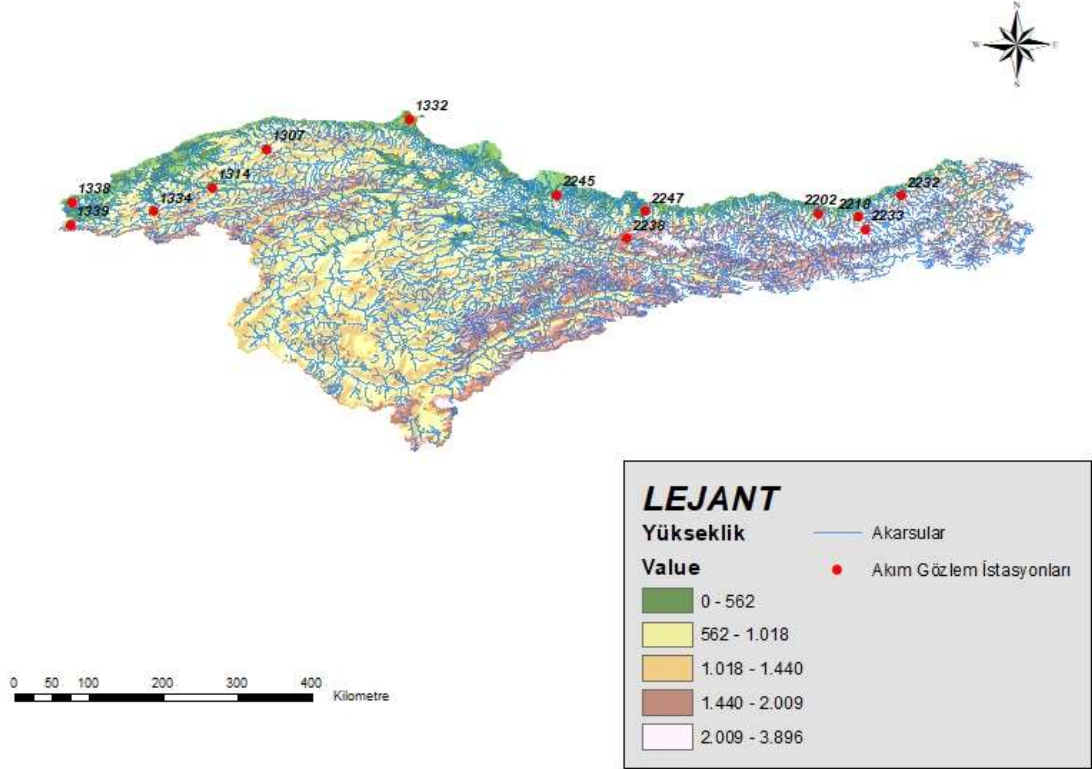 N
W
E
S
1332
1307
1314
1338
1334
1339
2245
2247
2238
2202
2218
2232
2233
LEJANT
Yükseklik
Akarsular
Value
Akım Gözlem İstasyonları
0 - 562
562 - 1.018
1.018 - 1.440
1.440 - 2.009
2.009 - 3.896
0 50 100 200 300 400
Kilometre